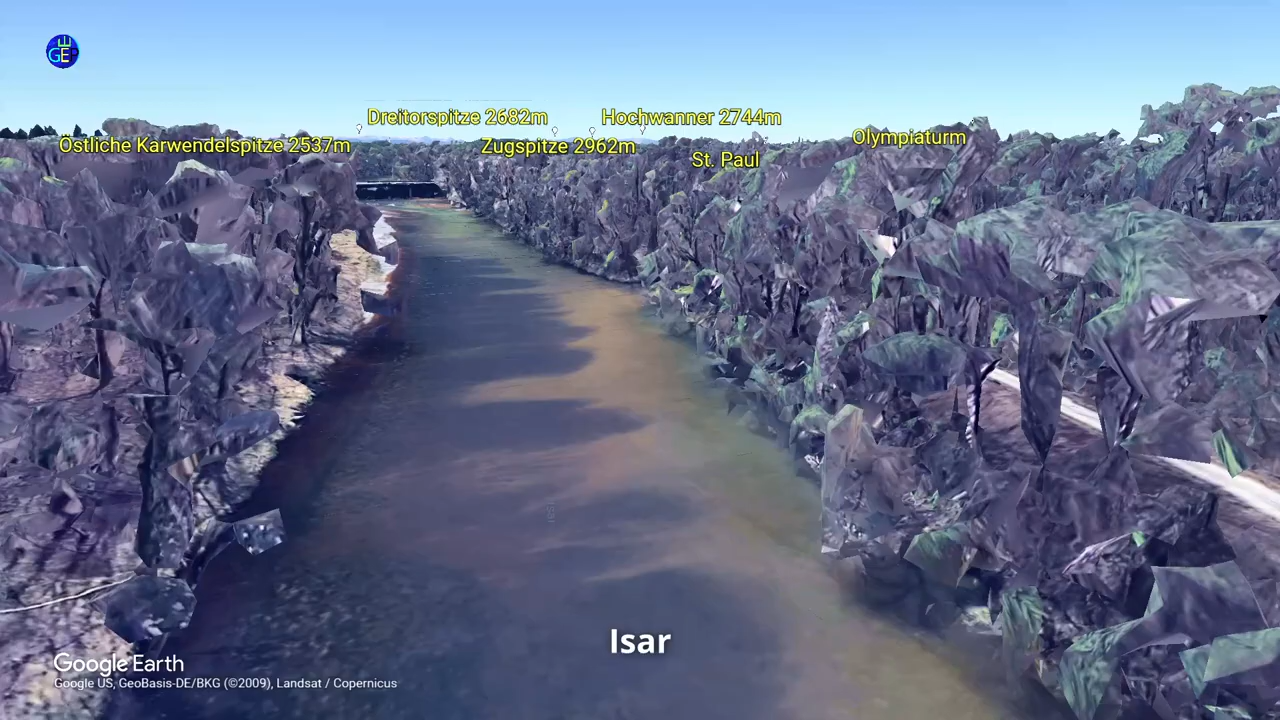 GEP
Dreitorspitze 2682m
Hochwanner 2744m
Östliche Karwendelspitze 2537m
Zugspitze 2962m
Olympiaturm
St. Paul
Isar
Google Earth
Google US, GeoBasis-DE/BKG (©2009), Landsat / Copernicus